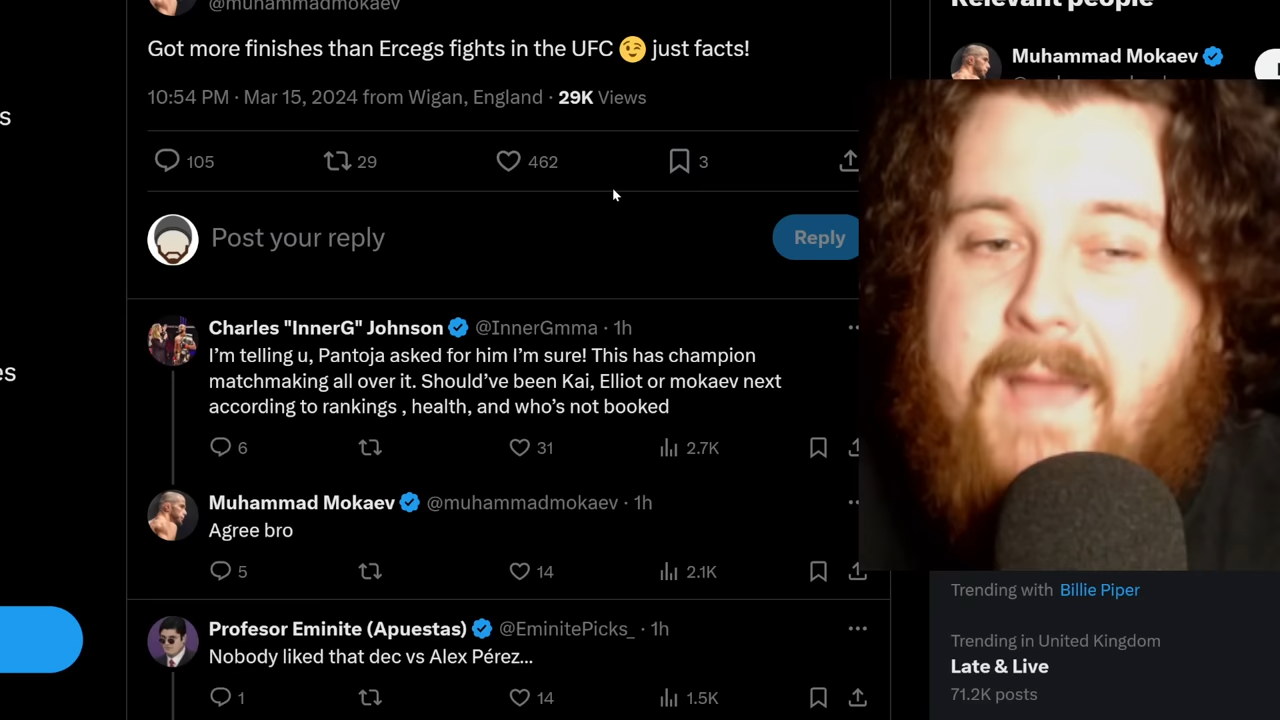 @muhammadmokaev
Relevant people
Got more finishes than Ercegs fights in the UFC 😉 just facts!
Muhammad Mokaev
10:54 PM · Mar 15, 2024 from Wigan, England · 29K Views
s
105 29 462 3
Post your reply
Reply
Charles "InnerG" Johnson @InnerGmma · 1h
I'm telling u, Pantoja asked for him I'm sure! This has champion
matchmaking all over it. Should've been Kai, Elliot or mokaev next
according to rankings , health, and who's not booked
es
6 31 2.7K
Muhammad Mokaev @muhammadmokaev · 1h
Agree bro
5 14 2.1K
Profesor Eminite (Apuestas) @EminitePicks_ · 1h
Nobody liked that dec vs Alex Pérez...
1 14 1.5K
Trending with Billie Piper
Trending in United Kingdom
Late & Live
71.2K posts